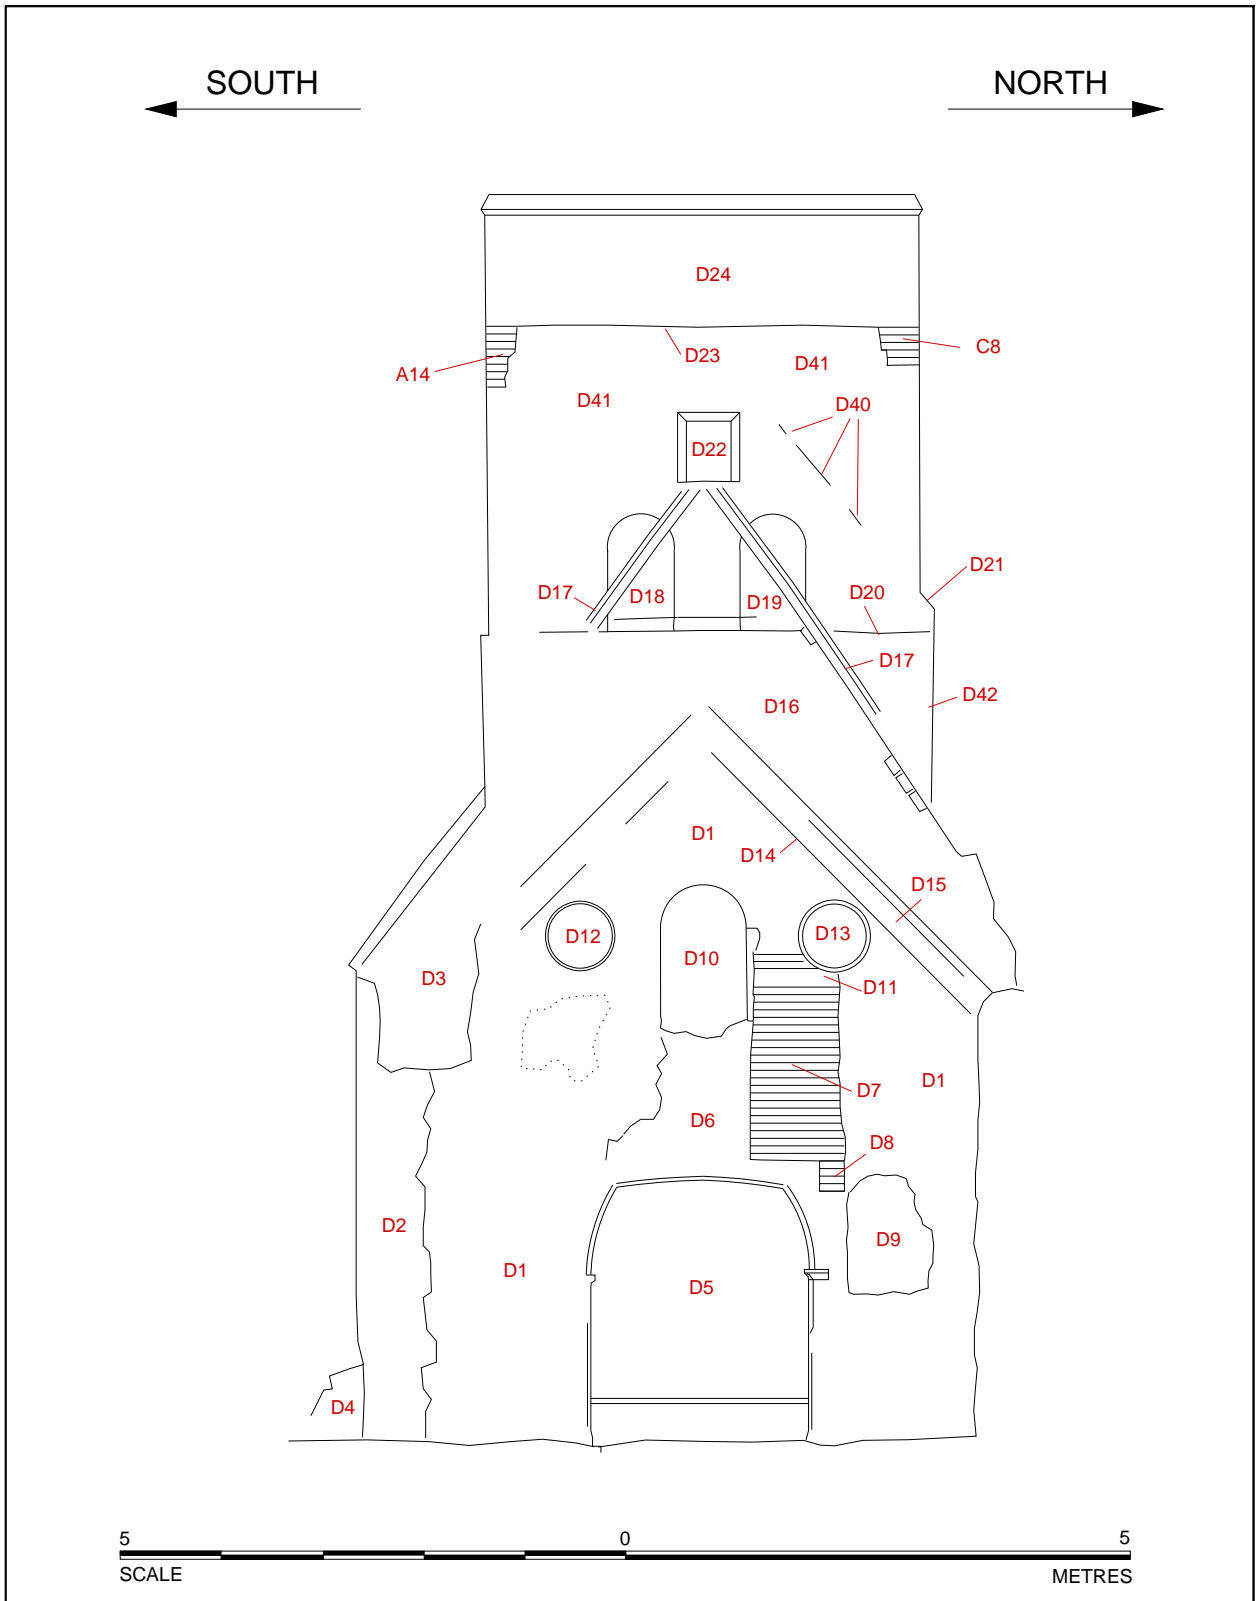 SOUTH NORTH
D24
D23 C8
A14 D41
D41 D40
D22
D21
D17 D18 D19 D20
D17
D16 D42
D1
D14
D15
D12 D13
D10
D3 D11
D7 D1
D6
D8
D2 D9
D1 D5
D4
5 0 5
SCALE METRES